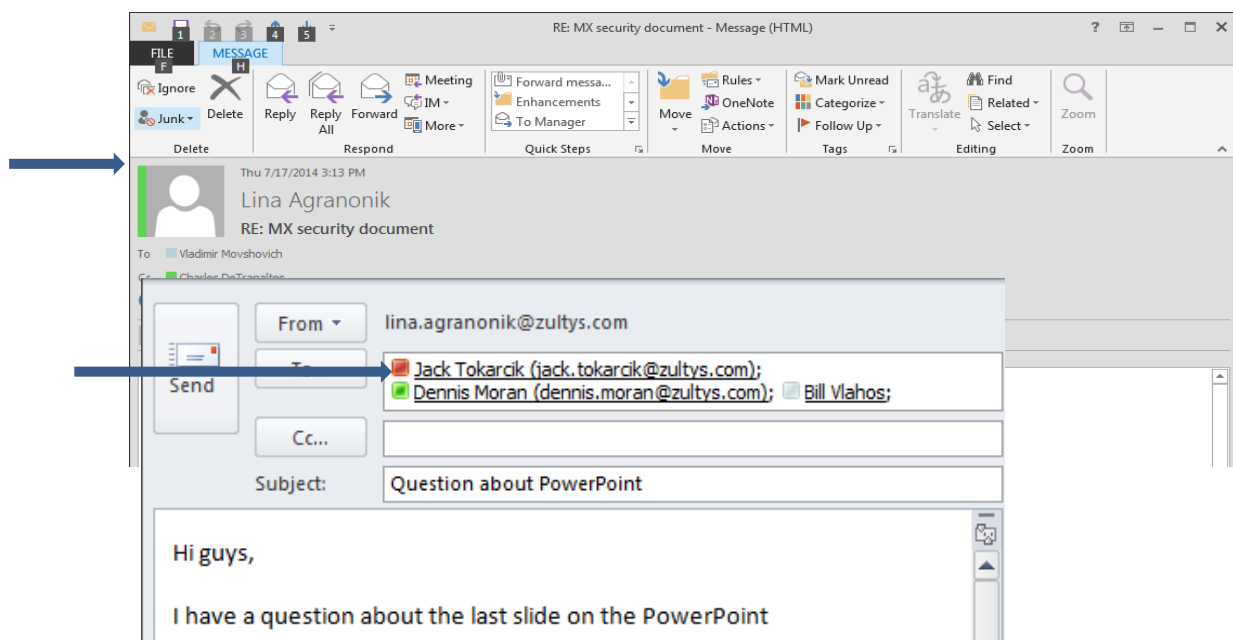 RE: MX security document - Message (HTML)
1 2 3 4 5
FILE MESSAGE
F H
Ignore
Junk
Delete
Reply
Reply All
Forward
Meeting
IM
More
Forward messa...
Enhancements
To Manager
Move
Rules
OneNote
Actions
Mark Unread
Categorize
Follow Up
Translate
Find
Related
Select
Zoom
Delete Respond Quick Steps Move Tags Editing Zoom
Thu 7/17/2014 3:13 PM
Lina Agranonik
RE: MX security document
To Vladimir Movshovich
Send
From lina.agranonik@zultys.com
Jack Tokarcik (jack.tokarcik@zultys.com);
Dennis Moran (dennis.moran@zultys.com); Bill Vlahos;
Cc...
Subject: Question about PowerPoint
Hi guys,
I have a question about the last slide on the PowerPoint